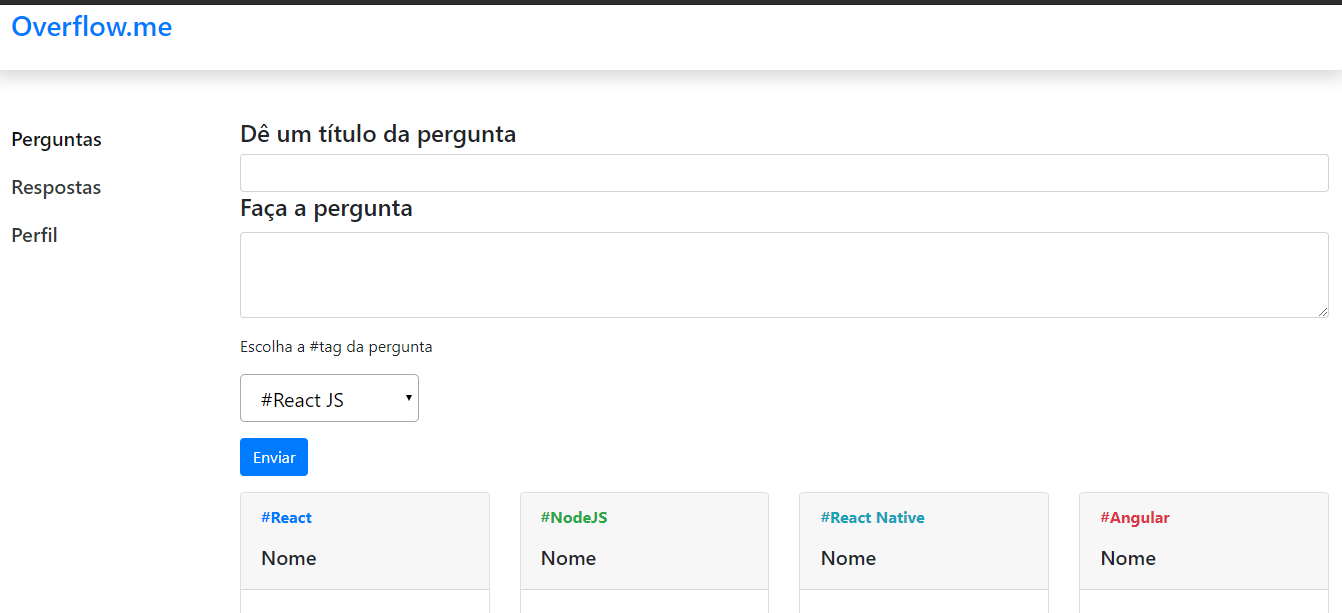 Overflow.me
Perguntas
Respostas
Perfil
Dê um título da pergunta
Faça a pergunta
Escolha a #tag da pergunta
#React JS
Enviar
#React
Nome
#NodeJS
Nome
#React Native
Nome
#Angular
Nome